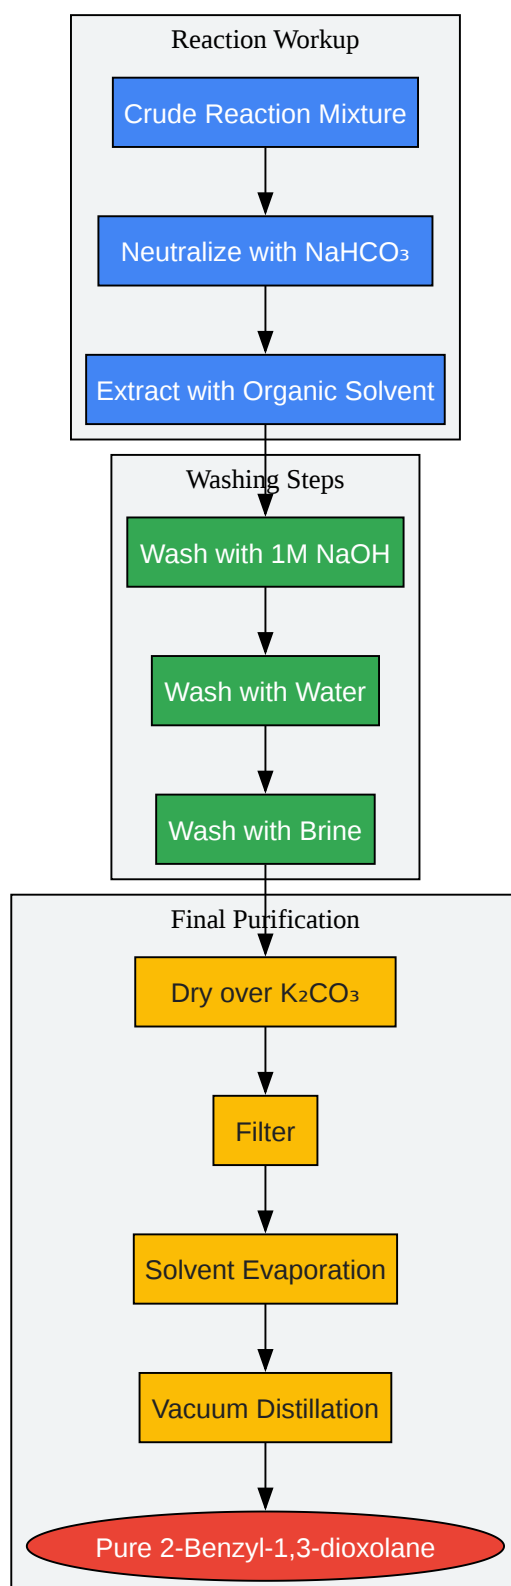 Reaction Workup
Crude Reaction Mixture
Neutralize with NaHCO₃
Extract with Organic Solvent
Washing Steps
Wash with 1M NaOH
Wash with Water
Wash with Brine
Final Purification
Dry over K₂CO₃
Filter
Solvent Evaporation
Vacuum Distillation
Pure 2-Benzyl-1,3-dioxolane